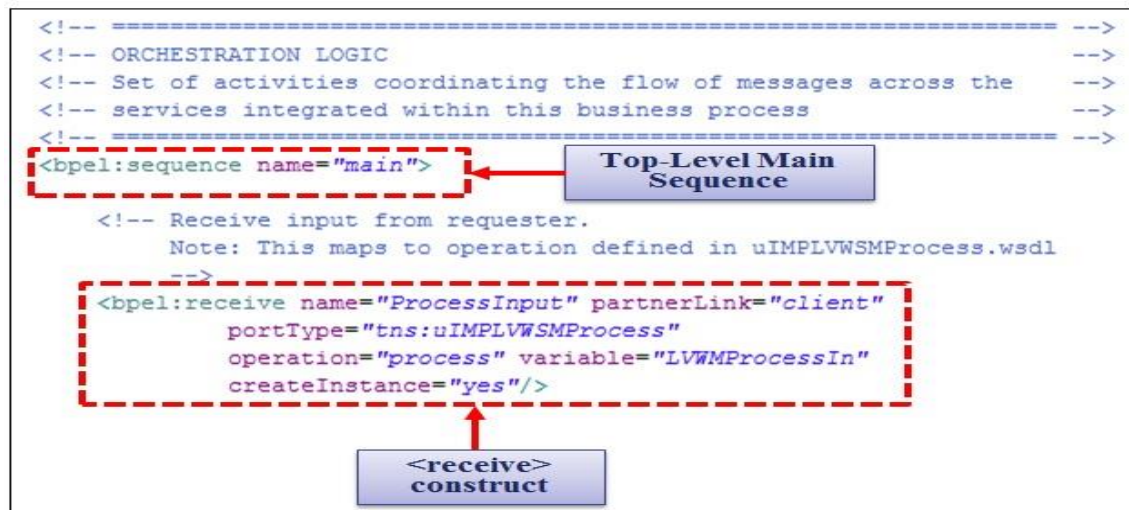 <!-- ================================================================= -->
<!-- ORCHESTRATION LOGIC -->
<!-- Set of activities coordinating the flow of messages across the -->
<!-- services integrated within this business process -->
<!-- ================================================================= -->
<bpel:sequence name="main">
Top-Level Main
Sequence
<!-- Receive input from requester.
Note: This maps to operation defined in uIMPLVWSMProcess.wsdl
-->
<bpel:receive name="ProcessInput" partnerLink="client"
portType="tns:uIMPLVWSMProcess"
operation="process" variable="LVWMProcessIn"
createInstance="yes"/>
<receive>
construct